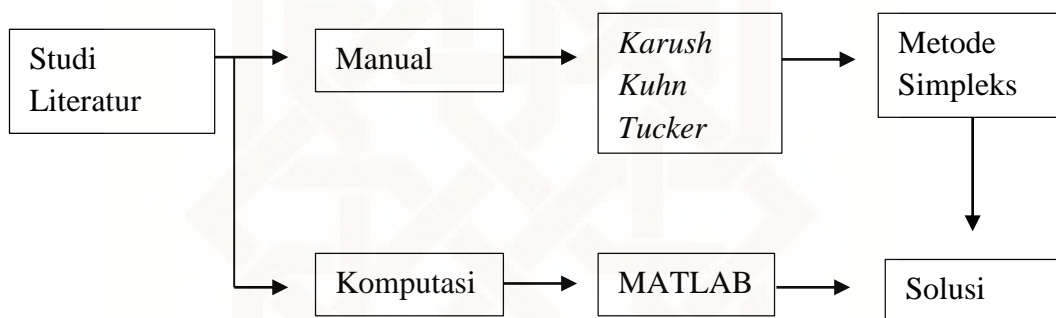 Studi
Literatur
Manual
Karush
Kuhn
Tucker
Metode
Simpleks
Komputasi
MATLAB
Solusi